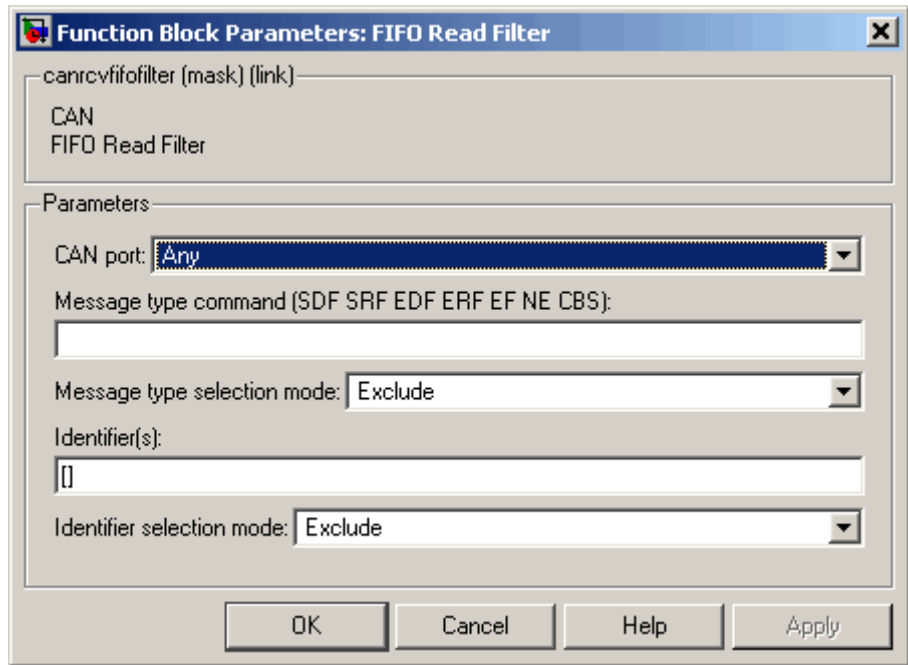 Function Block Parameters: FIFO Read Filter
canrcvfifofilter (mask) (link)
CAN
FIFO Read Filter
Parameters
CAN port: Any
Message type command (SDF SRF EDF ERF EF NE CBS):
Message type selection mode: Exclude
Identifier(s):
[]
Identifier selection mode: Exclude
OK Cancel Help Apply